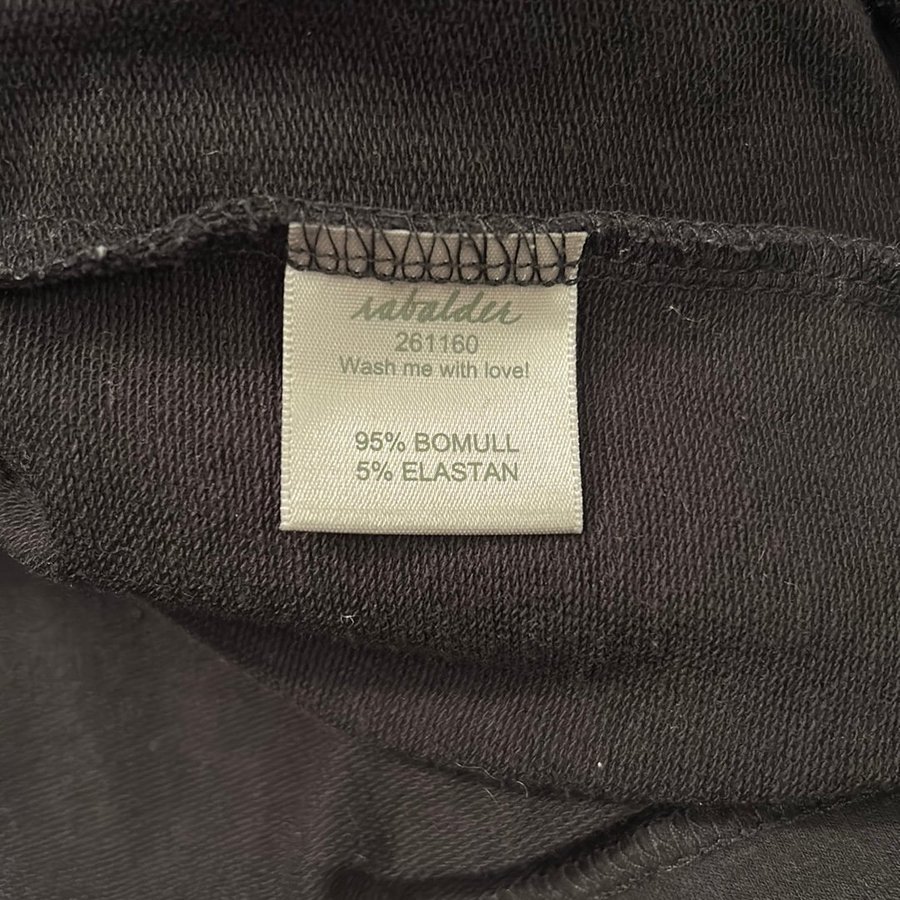 rabalder
261160
Wash me with love!
95% BOMULL
5% ELASTAN